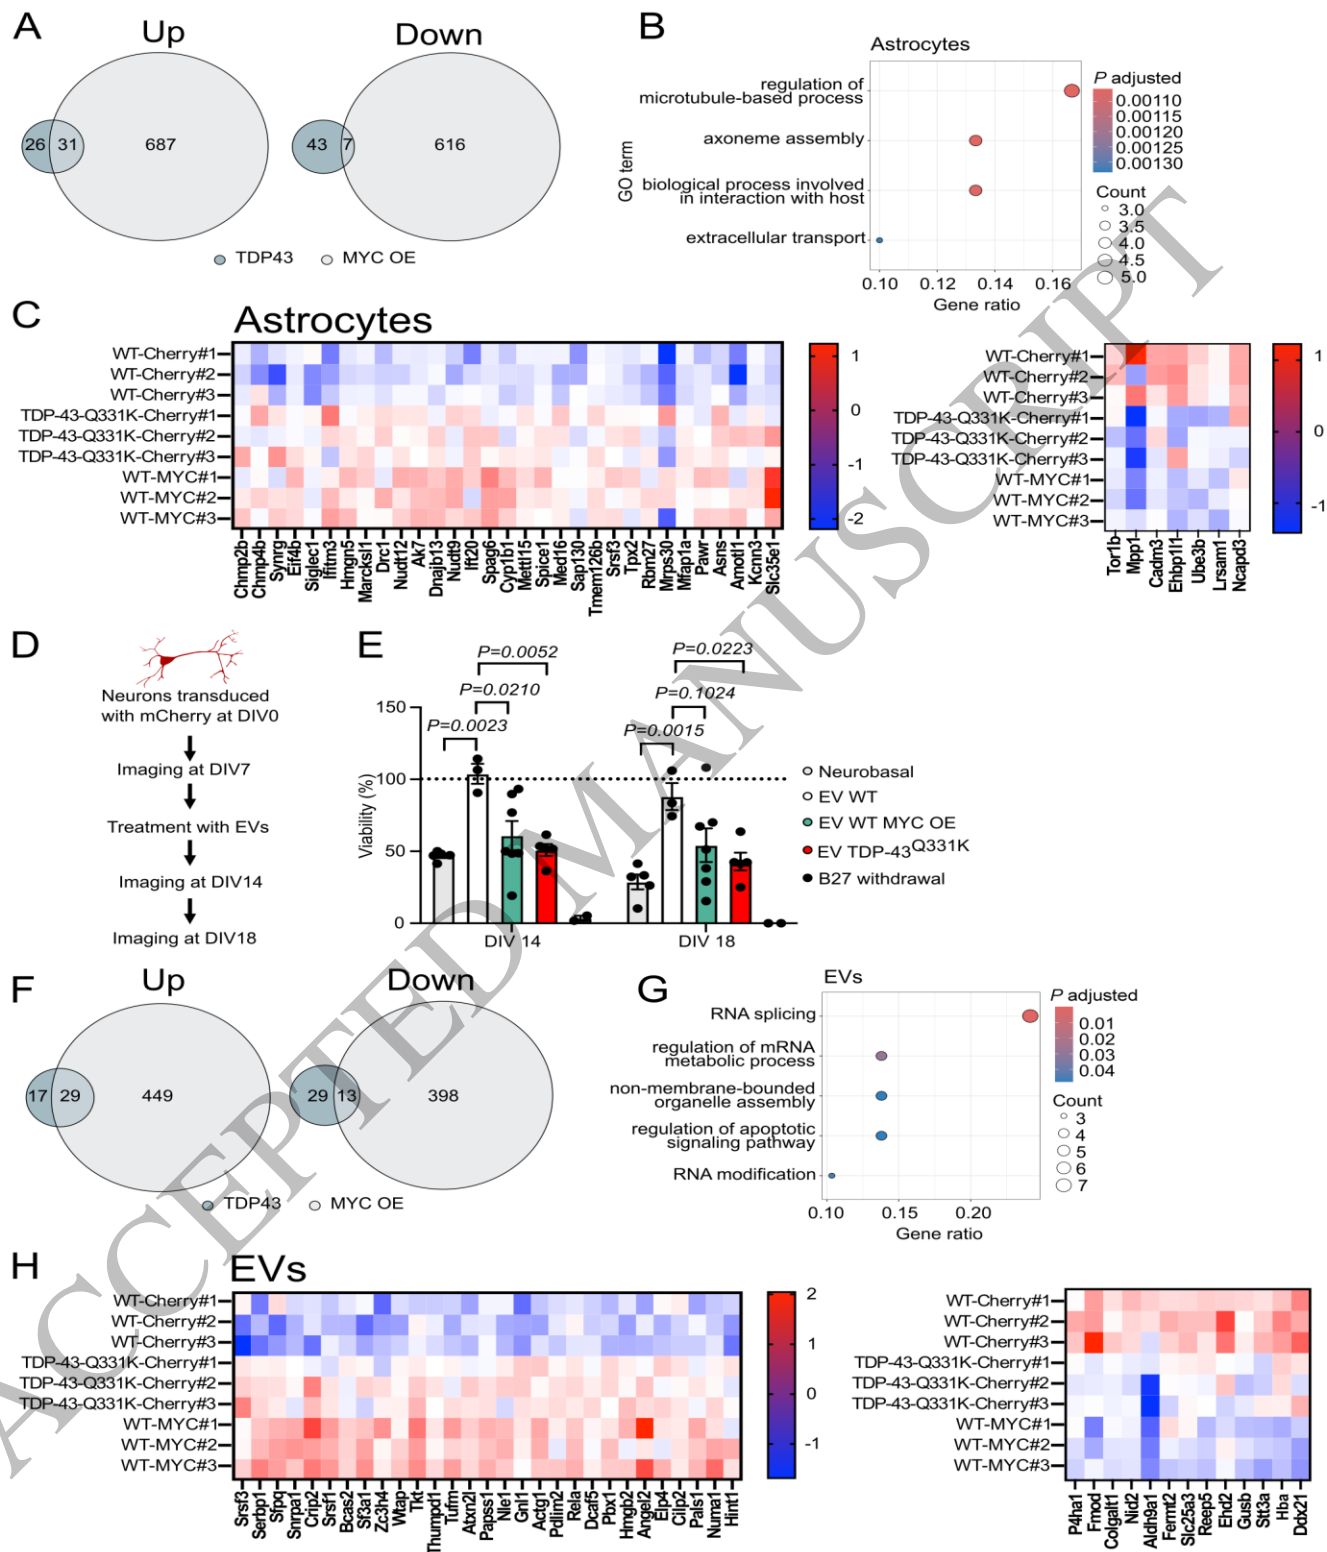 A
Up
Down
26
31
687
43
7
616
TDP43
MYC OE
B
Astrocytes
GO term
regulation of
microtubule-based process
axoneme assembly
biological process involved
in interaction with host
extracellular transport
0.10
0.12
0.14
0.16
Gene ratio
P adjusted
0.00110
0.00115
0.00120
0.00125
0.00130
Count
3.0
3.5
4.0
4.5
5.0
C
Astrocytes
WT-Cherry#1
WT-Cherry#2
WT-Cherry#3
TDP-43-Q331K-Cherry#1
TDP-43-Q331K-Cherry#2
TDP-43-Q331K-Cherry#3
WT-MYC#1
WT-MYC#2
WT-MYC#3
Chmp2b
Chmp4b
Synrg
Eif4b
Siglec1
Ifitm3
Hmgn5
Marcksl1
Drc1
Nudt12
Ak7
Dnajb13
Nudt9
Ift20
Spag6
Cyp1b1
Mettl15
Spice1
Med16
Sap130
Tmem126b
Srsf3
Tpx2
Rbm27
Mrps30
Mfap1a
Pawr
Asns
Amotl1
Kcnn3
Slc35e1
1
0
-1
-2
WT-Cherry#1
WT-Cherry#2
WT-Cherry#3
TDP-43-Q331K-Cherry#1
TDP-43-Q331K-Cherry#2
TDP-43-Q331K-Cherry#3
WT-MYC#1
WT-MYC#2
WT-MYC#3
Tor1b
Mpp1
Cadm3
Ehbp1l1
Ube3b
Lrsam1
Ncapd3
1
0
-1
D
Neurons transduced
with mCherry at DIV0
Imaging at DIV7
Treatment with EVs
Imaging at DIV14
Imaging at DIV18
E
Viability (%)
150
100
50
0
P=0.0052
P=0.0210
P=0.0023
P=0.0223
P=0.1024
P=0.0015
DIV 14
DIV 18
Neurobasal
EV WT
EV WT MYC OE
EV TDP-43Q331K
B27 withdrawal
F
Up
Down
17
29
449
29
13
398
TDP43
MYC OE
G
EVs
RNA splicing
regulation of mRNA
metabolic process
non-membrane-bounded
organelle assembly
regulation of apoptotic
signaling pathway
RNA modification
0.10
0.15
0.20
Gene ratio
P adjusted
0.01
0.02
0.03
0.04
Count
3
4
5
6
7
H
EVs
WT-Cherry#1
WT-Cherry#2
WT-Cherry#3
TDP-43-Q331K-Cherry#1
TDP-43-Q331K-Cherry#2
TDP-43-Q331K-Cherry#3
WT-MYC#1
WT-MYC#2
WT-MYC#3
Srsf3
Serbp1
Sfpq
Snrpa1
Crip2
Srsf1
Bcas2
Sf3a1
Zc3h4
Wtap
Tkt
Thumpd1
Tufm
Atxn2l
Papss1
Nle1
Grhl1
Actg1
Pdlim2
Rela
Dcaf5
Pbx1
Hmgb2
Angel2
Elp4
Cilp2
Pals1
Numa1
Hint1
2
1
0
-1
WT-Cherry#1
WT-Cherry#2
WT-Cherry#3
TDP-43-Q331K-Cherry#1
TDP-43-Q331K-Cherry#2
TDP-43-Q331K-Cherry#3
WT-MYC#1
WT-MYC#2
WT-MYC#3
P4ha1
Fmod
Colgalt1
Nid2
Aldh9a1
Fermt2
Slc25a3
Reep5
Ehd2
Gusb
Stt3a
Hba
Ddx21
ACCEPTED MANUSCRIPT